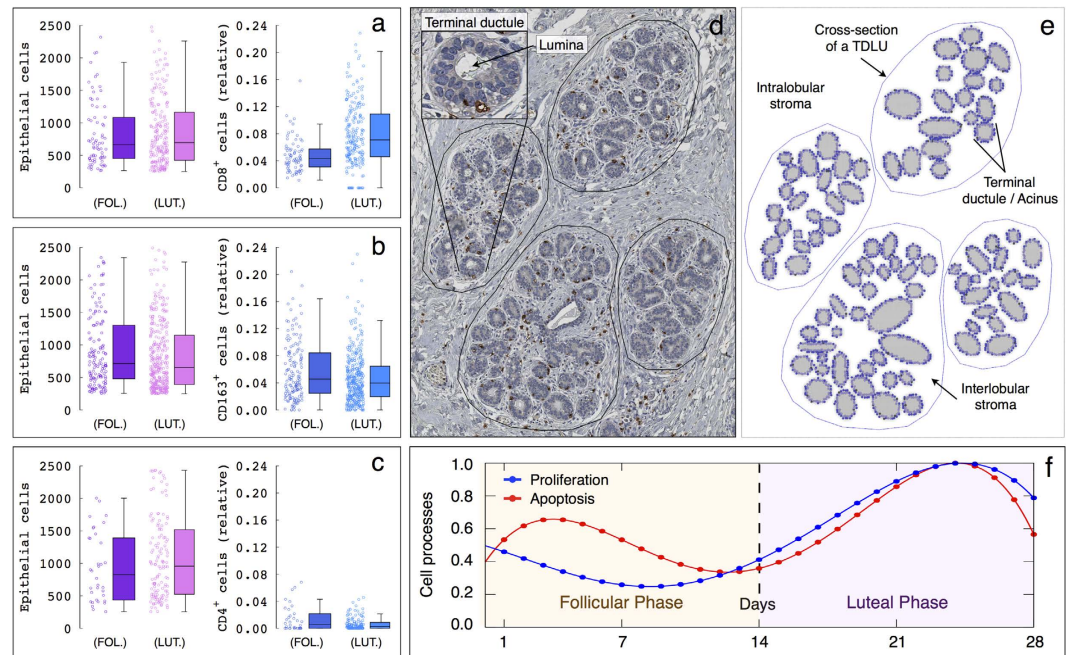 a
Epithelial cells
2500
2000
1500
1000
500
0
(FOL.) (LUT.)
CD8+ cells (relative)
0.24
0.20
0.16
0.12
0.08
0.04
0.00
(FOL.) (LUT.)
b
Epithelial cells
2500
2000
1500
1000
500
0
(FOL.) (LUT.)
CD163+ cells (relative)
0.24
0.20
0.16
0.12
0.08
0.04
0.00
(FOL.) (LUT.)
c
Epithelial cells
2500
2000
1500
1000
500
0
(FOL.) (LUT.)
CD4+ cells (relative)
0.24
0.20
0.16
0.12
0.08
0.04
0.00
(FOL.) (LUT.)
d
Terminal ductule
Lumina
e
Cross-section
of a TDLU
Intralobular
stroma
Terminal
ductule / Acinus
Interlobular
stroma
f
Cell processes
1.0
0.8
0.6
0.4
0.2
0.0
Proliferation
Apoptosis
Follicular Phase
Days
Luteal Phase
1 7 14 21 28